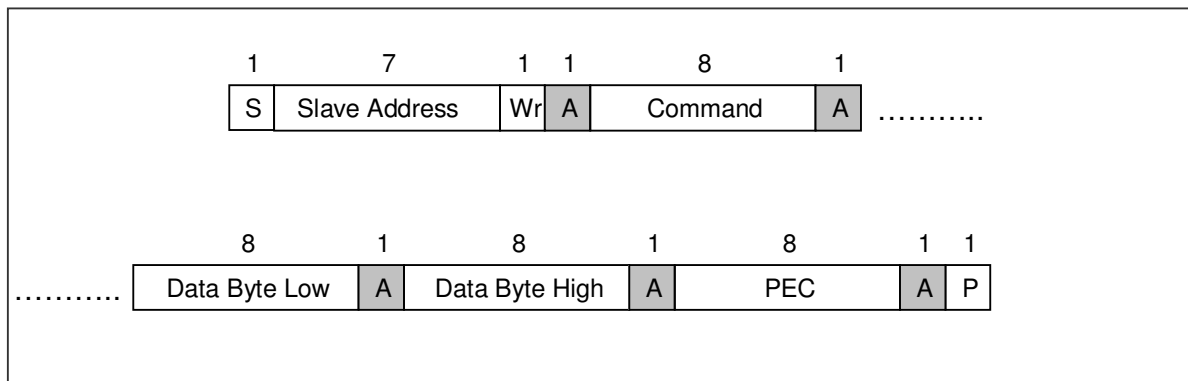 1 7 1 1 8 1
S Slave Address Wr A Command A ...........
8 1 8 1 8 1 1
........... Data Byte Low A Data Byte High A PEC A P